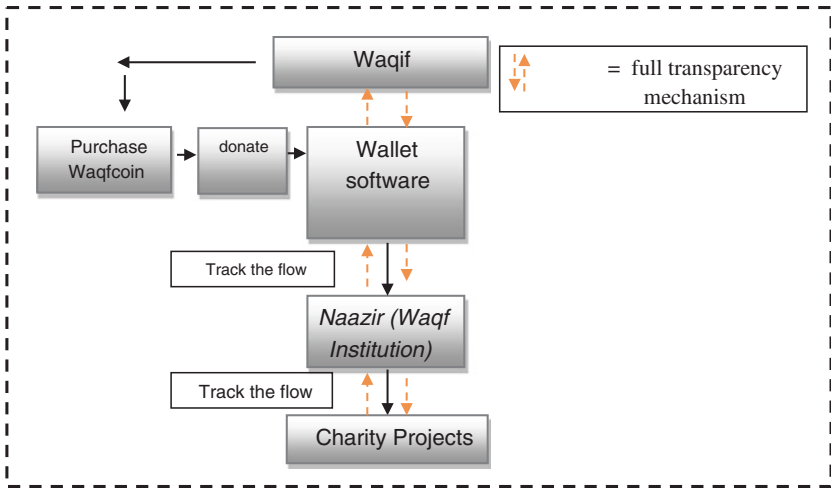 Waqif
= full transparency
mechanism
Purchase
Waqfcoin
donate
Wallet
software
Track the flow
Naazir (Waqf
Institution)
Track the flow
Charity Projects